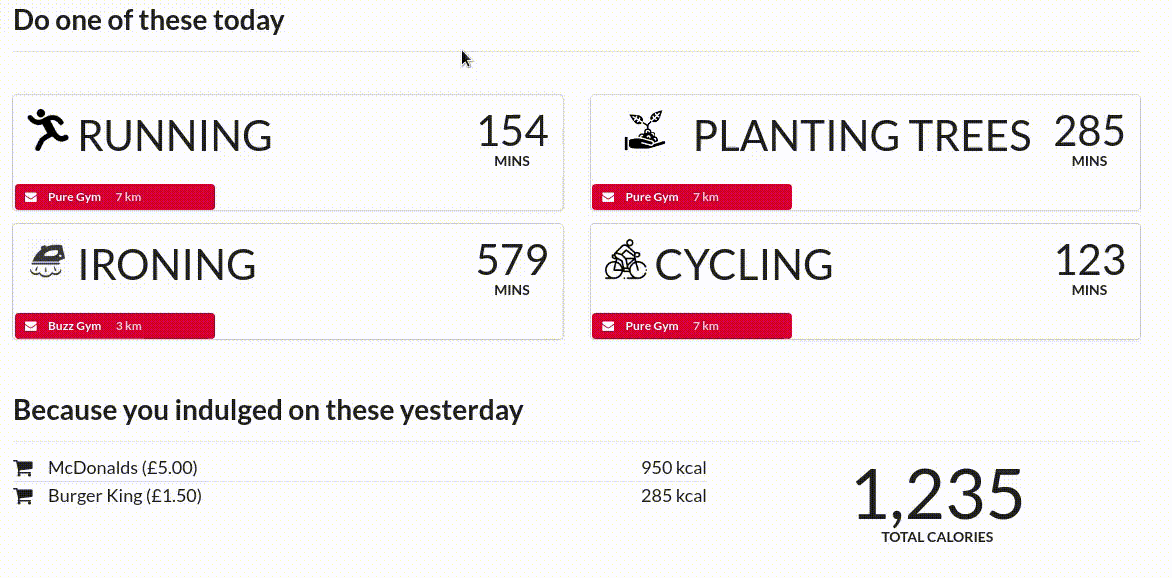 Do one of these today
RUNNING 154 MINS
Pure Gym 7 km
PLANTING TREES 285 MINS
Pure Gym 7 km
IRONING 579 MINS
Buzz Gym 3 km
CYCLING 123 MINS
Pure Gym 7 km
Because you indulged on these yesterday
McDonalds (£5.00) 950 kcal
Burger King (£1.50) 285 kcal
1,235
TOTAL CALORIES